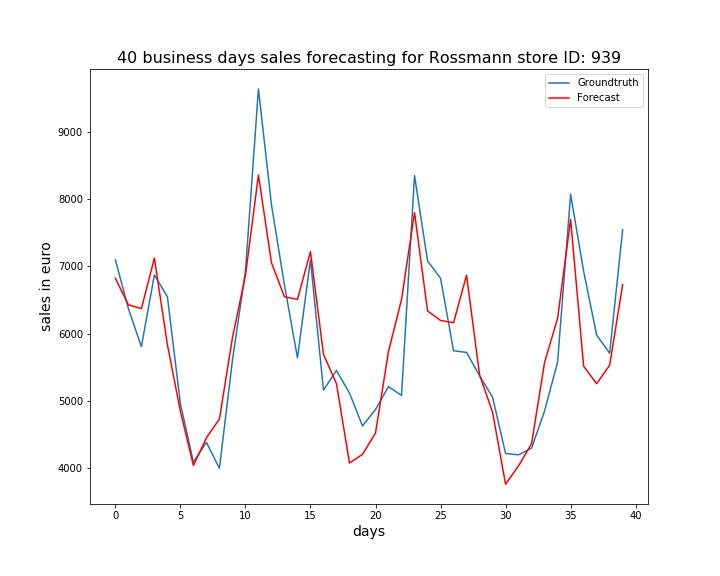 40 business days sales forecasting for Rossmann store ID: 939
Groundtruth
Forecast
sales in euro
9000
8000
7000
6000
5000
4000
0 5 10 15 20 25 30 35 40
days